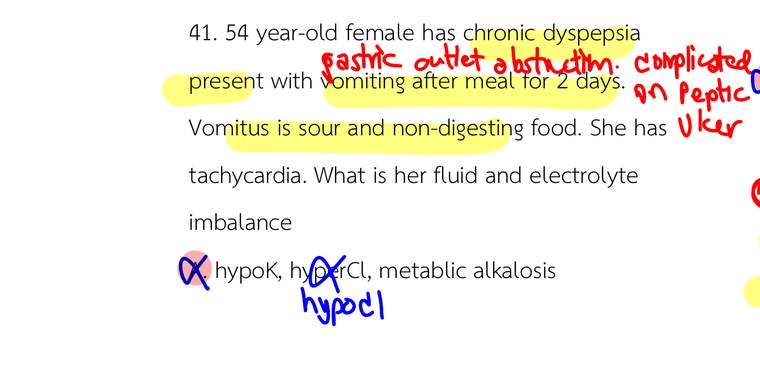 41. 54 year-old female has chronic dyspepsia
gastric outlet obstruction. complicated
present with vomiting after meal for 2 days.
on Peptic
Vomitus is sour and non-digesting food. She has
Ulcer
tachycardia. What is her fluid and electrolyte
imbalance
A. hypoK, hyperCl, metablic alkalosis
hypocl